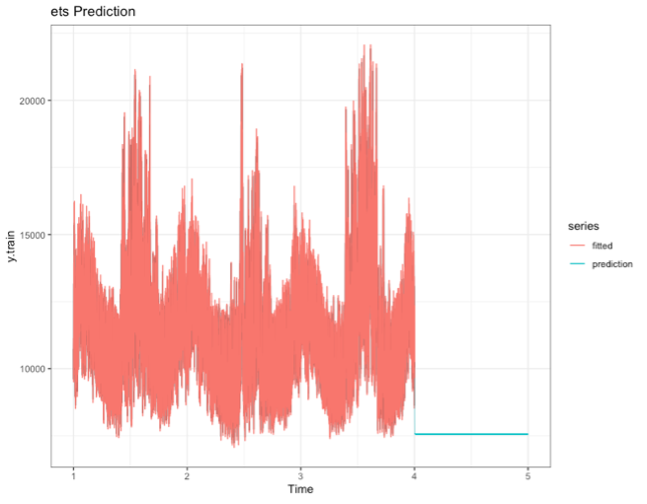 ets Prediction
20000
15000
10000
y.train
1 2 3 4 5
Time
series
fitted
prediction